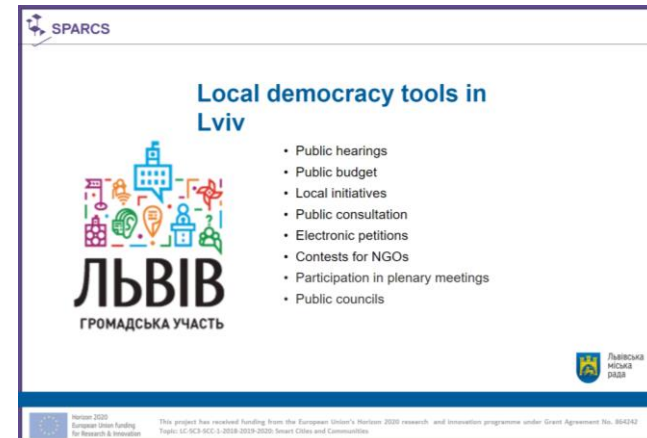 SPARCS
Local democracy tools in
Lviv
• Public hearings
• Public budget
• Local initiatives
• Public consultation
• Electronic petitions
• Contests for NGOs
• Participation in plenary meetings
• Public councils
ЛЬВІВ
ГРОМАДСЬКА УЧАСТЬ
Львівська
міська
рада
Horizon 2020
European Union Funding
for Research & Innovation
This project has received funding from the European Union's Horizon 2020 research and innovation programme under Grant Agreement No. 864242
Topic: LC-SC3-SCC-1-2018-2019-2020: Smart Cities and Communities